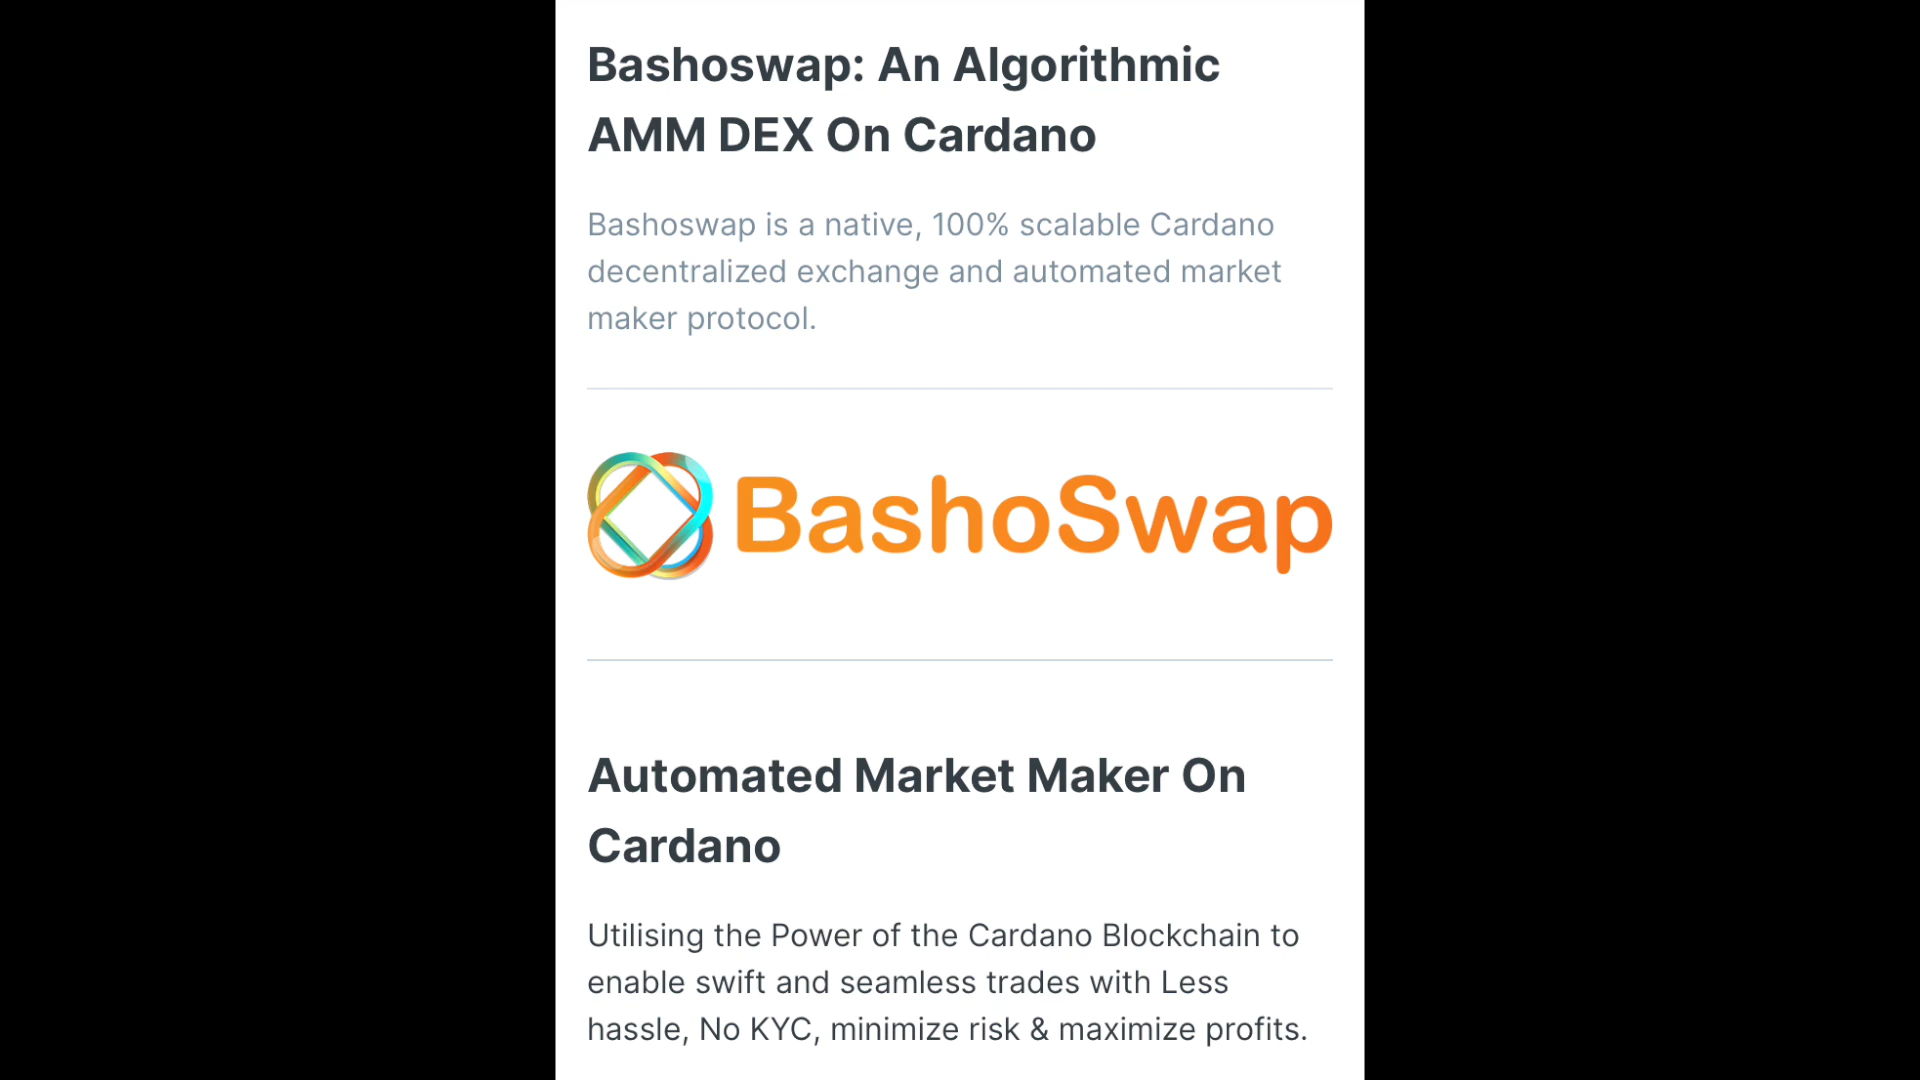 Bashoswap: An Algorithmic
AMM DEX On Cardano
Bashoswap is a native, 100% scalable Cardano
decentralized exchange and automated market
maker protocol.
BashoSwap
Automated Market Maker On
Cardano
Utilising the Power of the Cardano Blockchain to
enable swift and seamless trades with Less
hassle, No KYC, minimize risk & maximize profits.